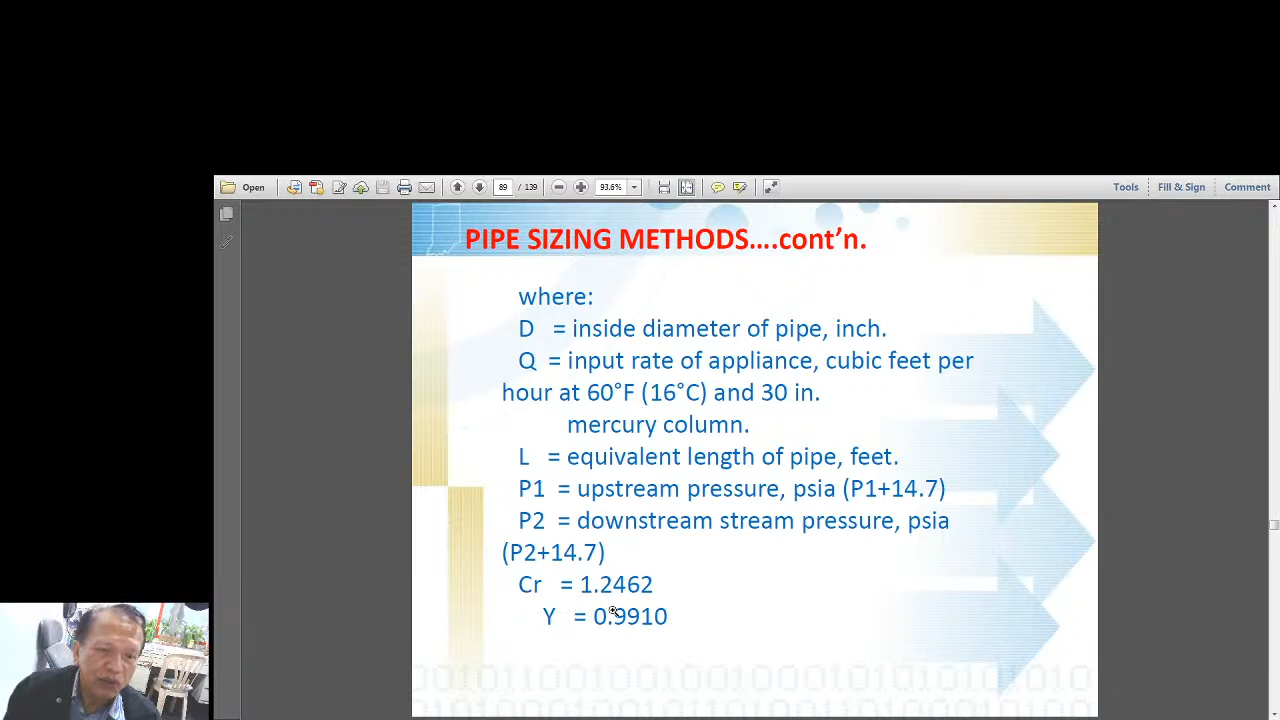 Open
89
/ 139
93.6%
Tools
Fill & Sign
Comment
PIPE SIZING METHODS....cont’n.
where:
D = inside diameter of pipe, inch.
Q = input rate of appliance, cubic feet per
hour at 60°F (16°C) and 30 in.
mercury column.
L = equivalent length of pipe, feet.
P1 = upstream pressure, psia (P1+14.7)
P2 = downstream stream pressure, psia
(P2+14.7)
Cr = 1.2462
Y = 0.9910